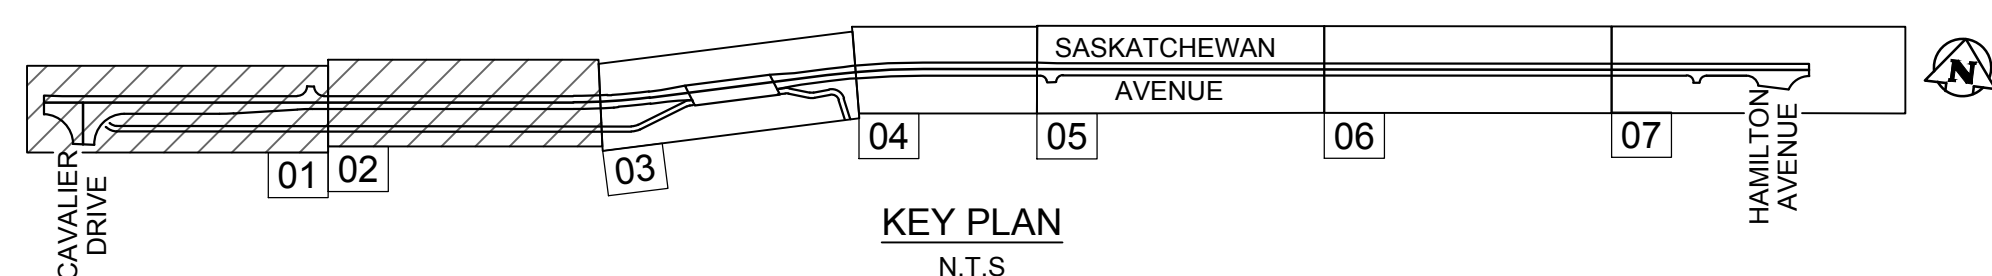 SASKATCHEWAN
AVENUE
N
01
02
03
04
05
06
07
CAVALIER
DRIVE
HAMILTON
AVENUE
KEY PLAN
N.T.S